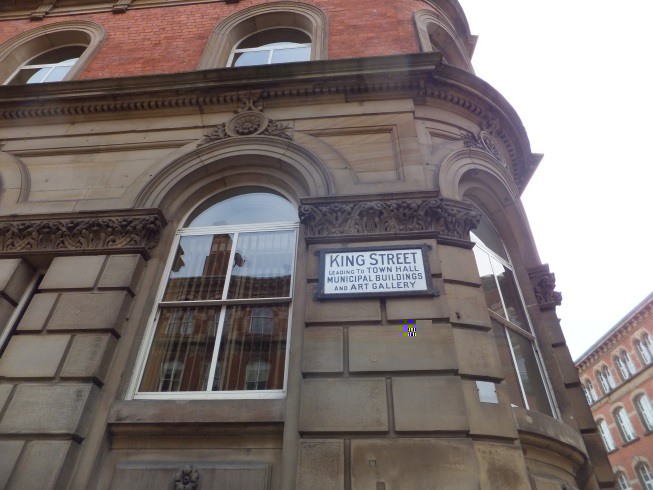 KING STREET
LEADING TO TOWN HALL
MUNICIPAL BUILDINGS
AND ART GALLERY